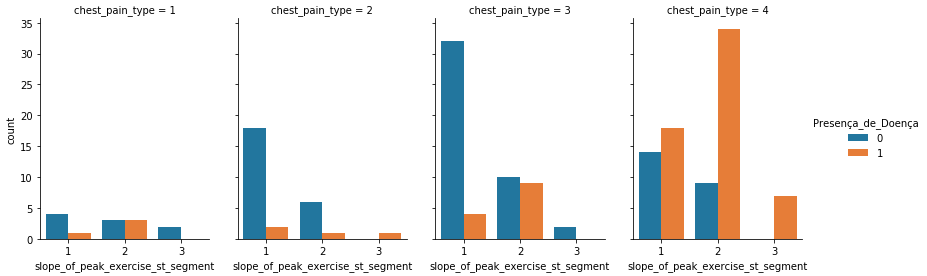 chest_pain_type = 1
chest_pain_type = 2
chest_pain_type = 3
chest_pain_type = 4
35
30
25
20
15
10
5
0
count
1 2 3
1 2 3
1 2 3
1 2 3
slope_of_peak_exercise_st_segment
slope_of_peak_exercise_st_segment
slope_of_peak_exercise_st_segment
slope_of_peak_exercise_st_segment
Presença_de_Doença
0
1